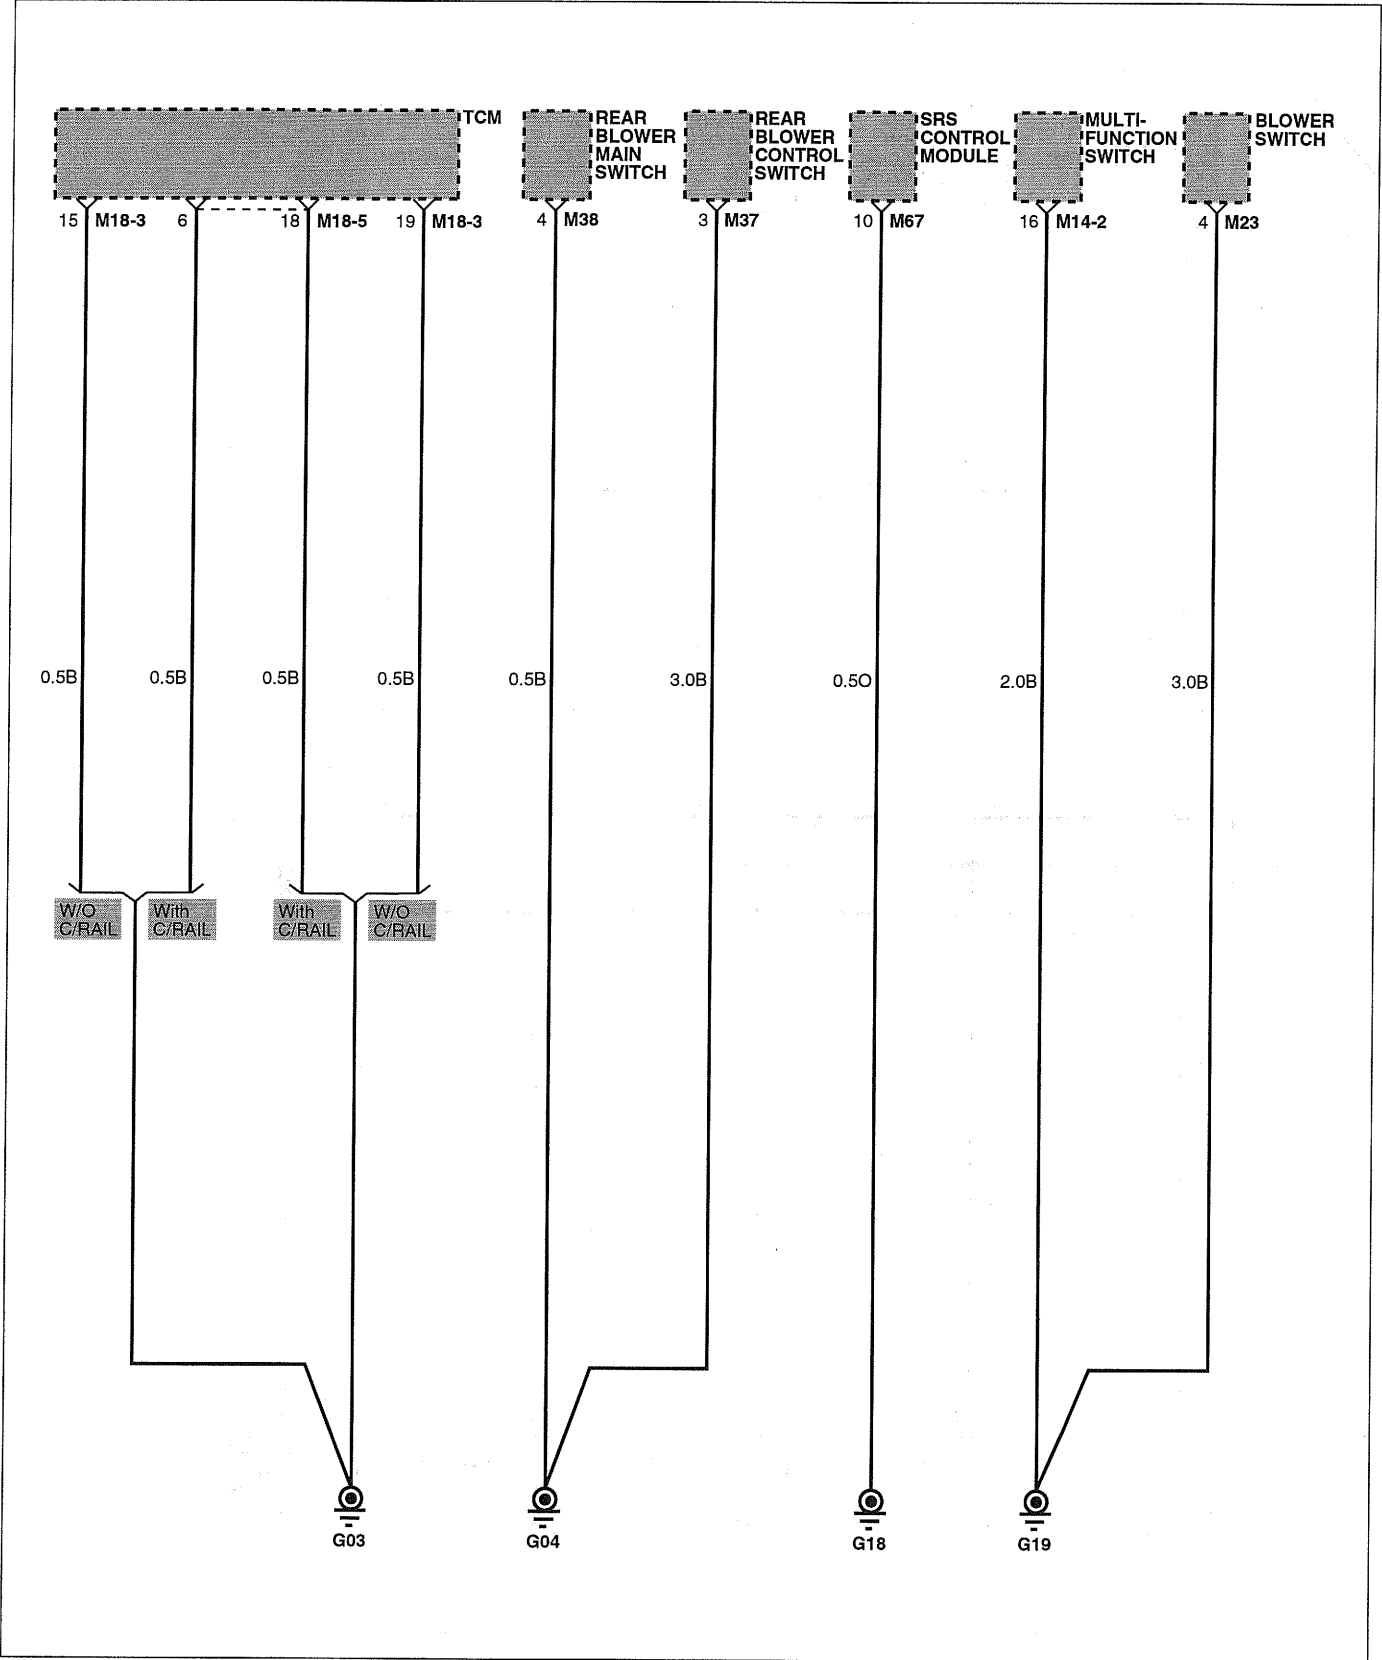 TCM
REAR
BLOWER
MAIN
SWITCH
REAR
BLOWER
CONTROL
SWITCH
SRS
CONTROL
MODULE
MULTI-
FUNCTION
SWITCH
BLOWER
SWITCH
15 M18-3 6 18 M18-5 19 M18-3 4 M38 3 M37 10 M67 16 M14-2 4 M23
0.5B 0.5B 0.5B 0.5B 0.5B 3.0B 0.5O 2.0B 3.0B
W/O
C/RAIL
With
C/RAIL
With
C/RAIL
W/O
C/RAIL
G03 G04 G18 G19